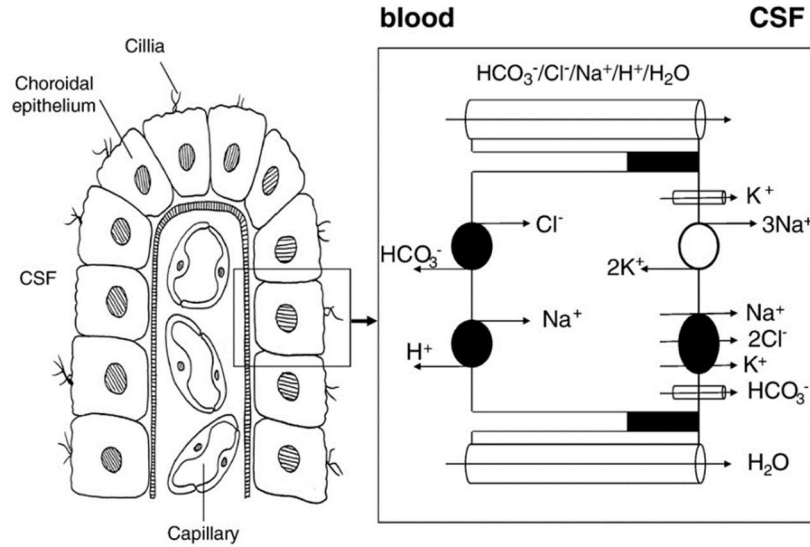 blood
CSF
Cillia
Choroidal
epithelium
CSF
Capillary
HCO₃⁻/Cl⁻/Na⁺/H⁺/H₂O
K⁺
Cl⁻
3Na⁺
HCO₃⁻
2K⁺
Na⁺
Na⁺
2Cl⁻
H⁺
K⁺
HCO₃⁻
H₂O